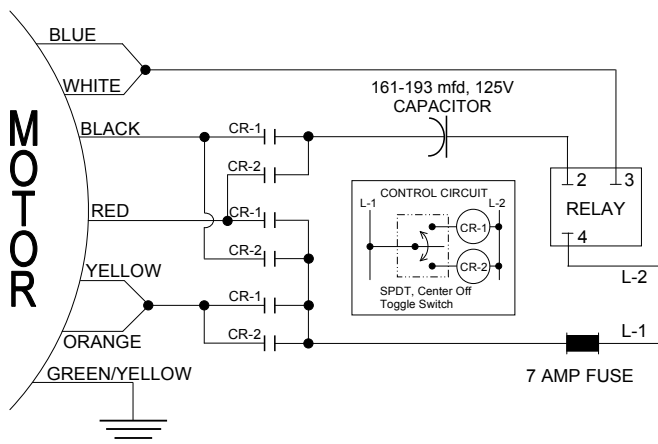 MOTOR
BLUE
WHITE
BLACK
RED
YELLOW
ORANGE
GREEN/YELLOW
CR-1
CR-2
CR-1
CR-2
CR-1
CR-2
161-193 mfd, 125V
CAPACITOR
CONTROL CIRCUIT
L-1
L-2
CR-1
CR-2
SPDT, Center Off
Toggle Switch
2
3
RELAY
4
L-2
L-1
7 AMP FUSE